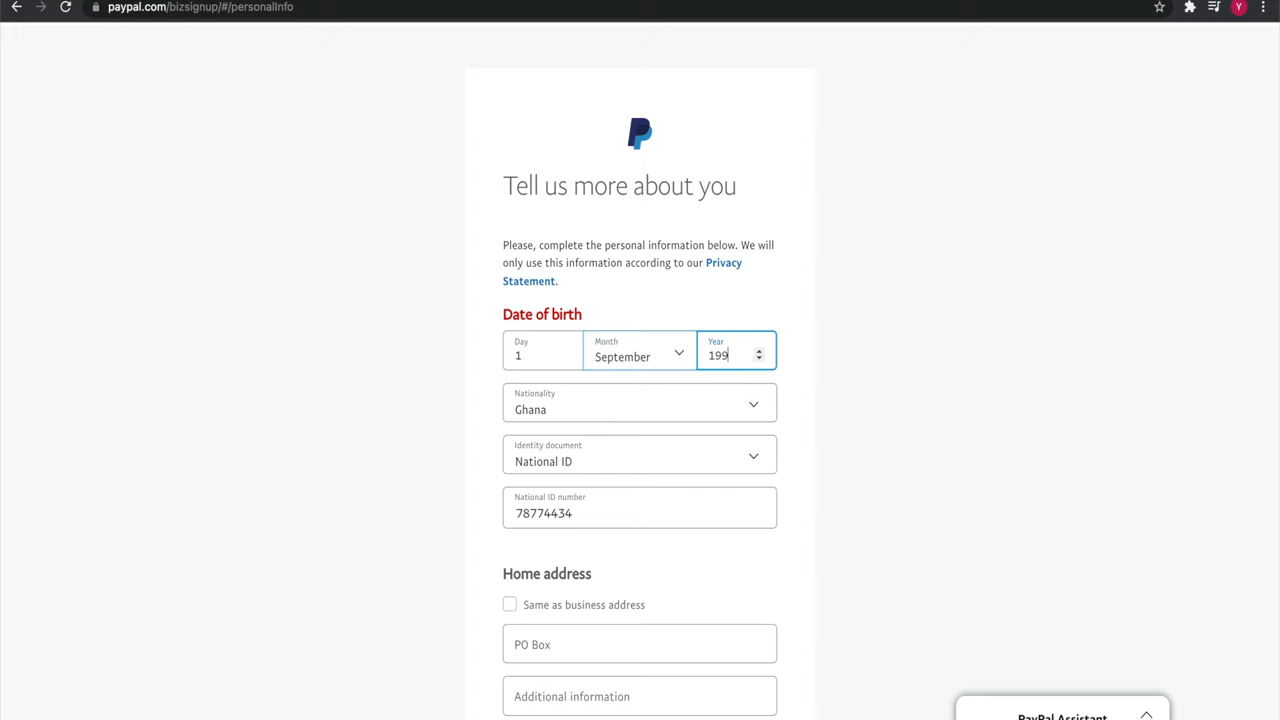 paypal.com/bizsignup/#/personalInfo
Y
Tell us more about you
Please, complete the personal information below. We will
only use this information according to our Privacy
Statement.
Date of birth
Day
Month
Year
1
September
199
Nationality
Ghana
Identity document
National ID
National ID number
78774434
Home address
Same as business address
PO Box
Additional information
PayPal Assistant